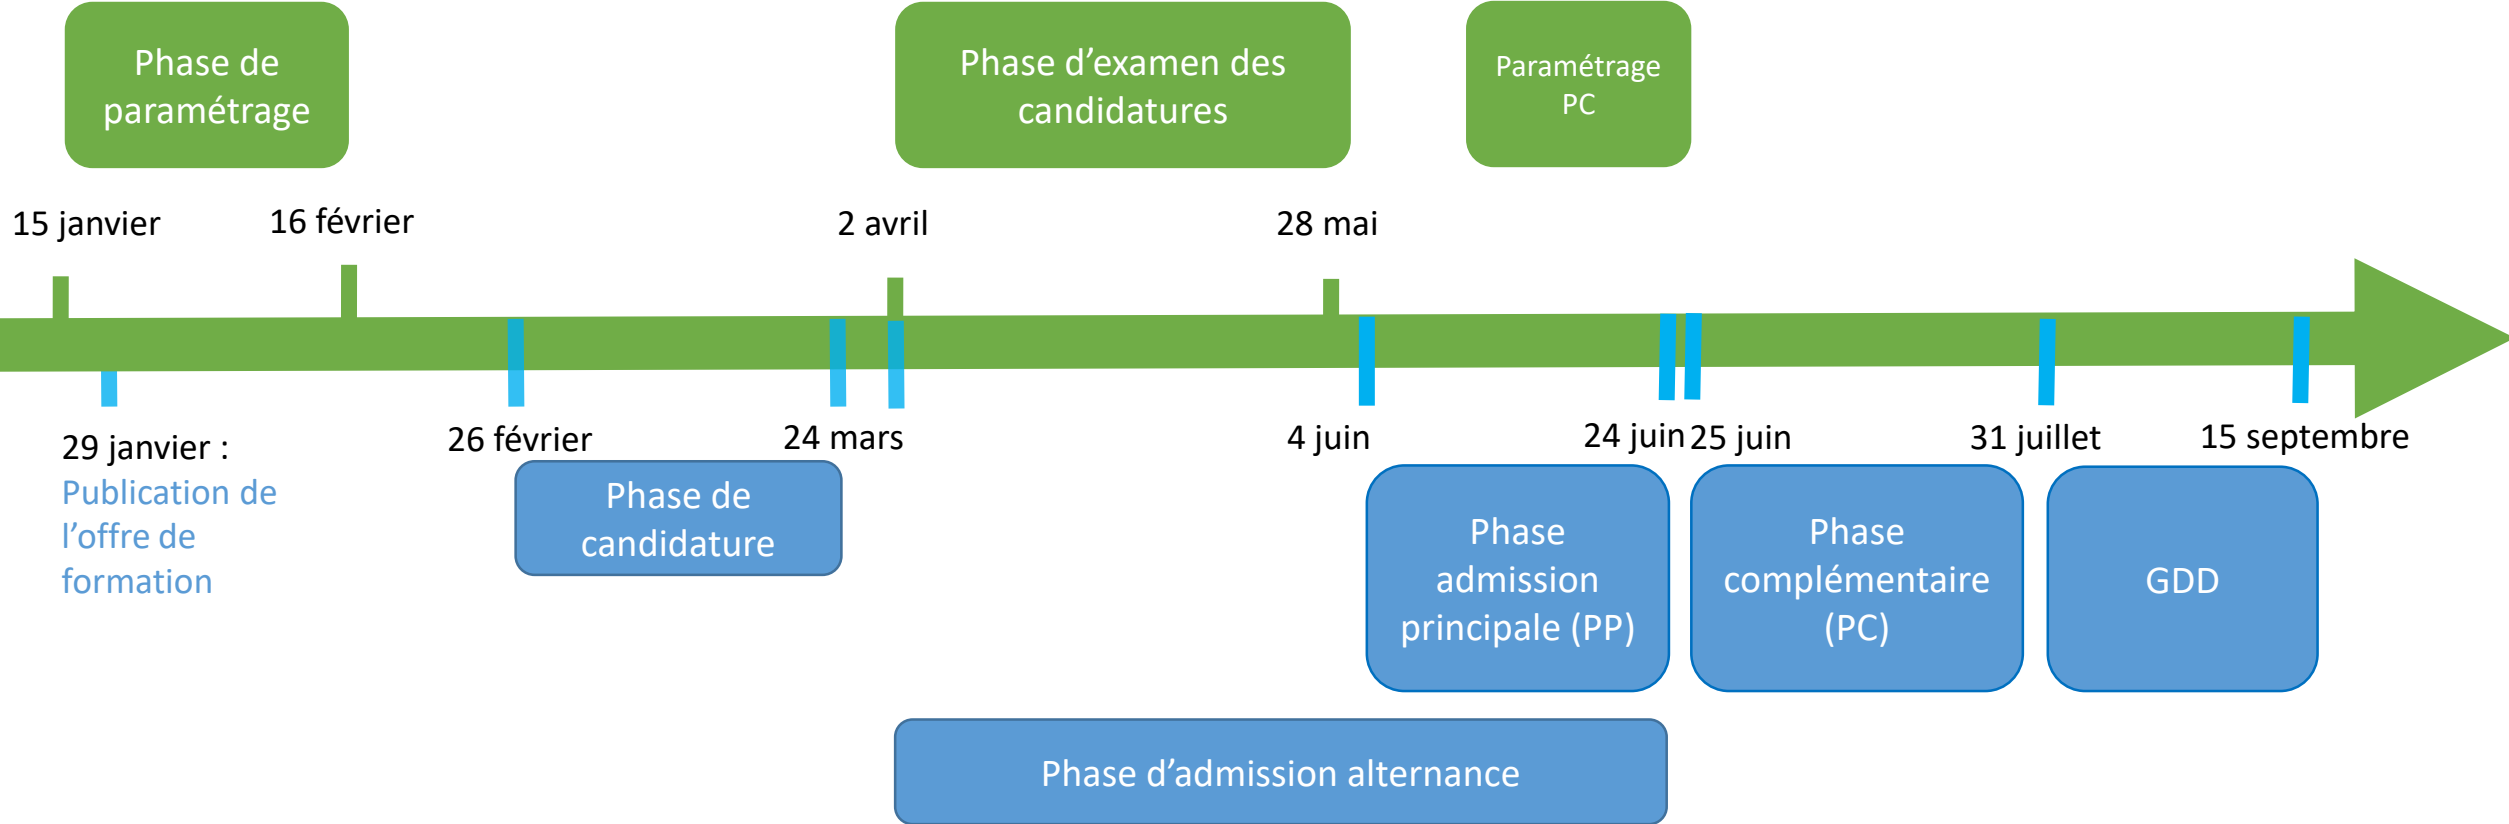 Phase de
paramétrage
Phase d’examen des
candidatures
Paramétrage
PC
15 janvier
16 février
2 avril
28 mai
29 janvier :
Publication de
l’offre de
formation
26 février
24 mars
4 juin
24 juin
25 juin
31 juillet
15 septembre
Phase de
candidature
Phase
admission
principale (PP)
Phase
complémentaire
(PC)
GDD
Phase d’admission alternance